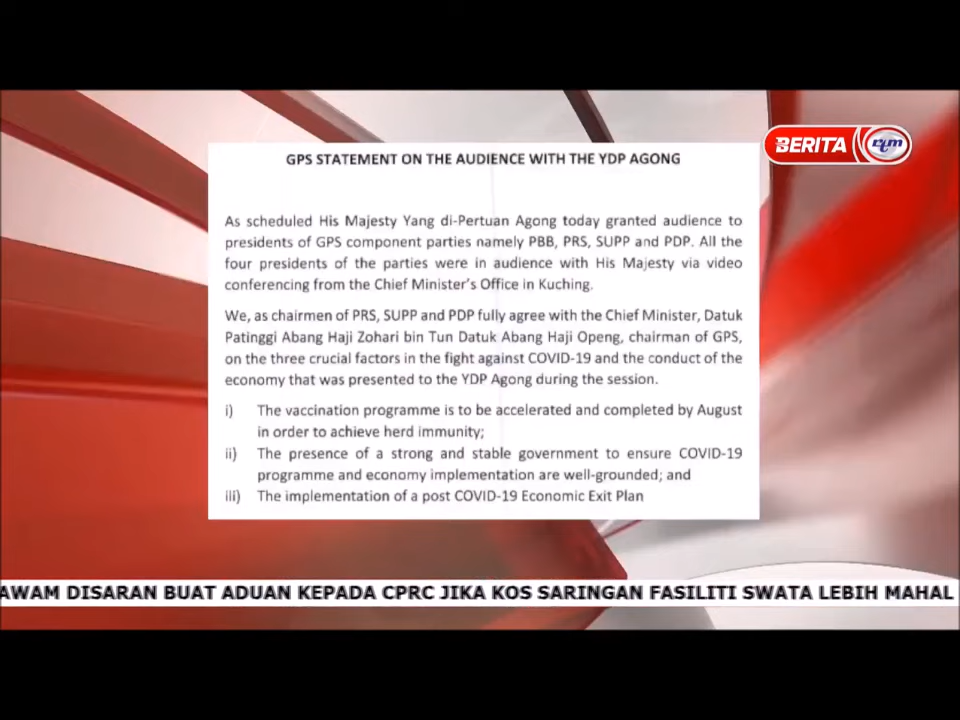 BERITA rtm
GPS STATEMENT ON THE AUDIENCE WITH THE YDP AGONG
As scheduled His Majesty Yang di-Pertuan Agong today granted audience to
presidents of GPS component parties namely PBB, PRS, SUPP and PDP. All the
four presidents of the parties were in audience with His Majesty via video
conferencing from the Chief Minister's Office in Kuching.
We, as chairmen of PRS, SUPP and PDP fully agree with the Chief Minister, Datuk
Patinggi Abang Haji Zohari bin Tun Datuk Abang Haji Openg, chairman of GPS,
on the three crucial factors in the fight against COVID-19 and the conduct of the
economy that was presented to the YDP Agong during the session.
i) The vaccination programme is to be accelerated and completed by August
in order to achieve herd immunity;
ii) The presence of a strong and stable government to ensure COVID-19
programme and economy implementation are well-grounded; and
iii) The implementation of a post COVID-19 Economic Exit Plan
AWAM DISARAN BUAT ADUAN KEPADA CPRC JIKA KOS SARINGAN FASILITI SWATA LEBIH MAHAL